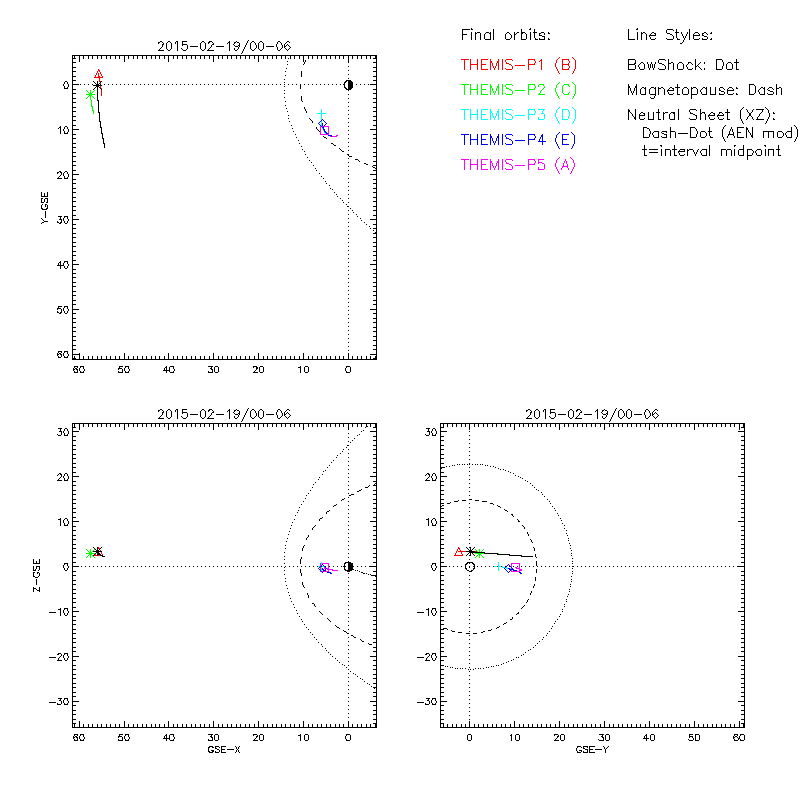 Final orbits:
THEMIS-P1 (B)
THEMIS-P2 (C)
THEMIS-P3 (D)
THEMIS-P4 (E)
THEMIS-P5 (A)
Line Styles:
BowShock: Dot
Magnetopause: Dash
Neutral Sheet (XZ):
Dash-Dot (AEN mod)
t=interval midpoint
2015-02-19/00-06
0
10
20
30
40
50
60
Y-GSE
60 50 40 30 20 10 0
2015-02-19/00-06
30
20
10
0
-10
-20
-30
Z-GSE
60 50 40 30 20 10 0
GSE-X
2015-02-19/00-06
30
20
10
0
-10
-20
-30
0 10 20 30 40 50 60
GSE-Y